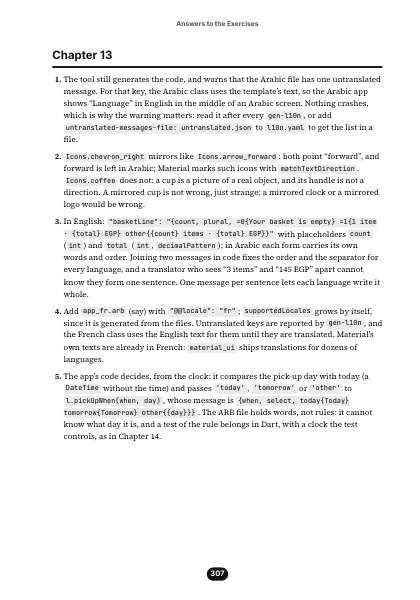 Answers to the Exercises
Chapter 13
1. The tool still generates the code, and warns that the Arabic file has one untranslated
message. For that key, the Arabic class uses the template's text, so the Arabic app
shows "Language" in English in the middle of an Arabic screen. Nothing crashes,
which is why the warning matters: read it after every gen-l10n, or add
untranslated-messages-file: untranslated.json to l10n.yaml to get the list in a
file.
2. Icons.chevron_right mirrors like Icons.arrow_forward: both point "forward", and
forward is left in Arabic; Material marks such icons with matchTextDirection.
Icons.coffee does not: a cup is a picture of a real object, and its handle is not a
direction. A mirrored cup is not wrong, just strange; a mirrored clock or a mirrored
logo would be wrong.
3. In English: "basketLine": "{count, plural, =0{Your basket is empty} =1{1 item
· {total} EGP} other{{count} items · {total} EGP}}" with placeholders count
(int) and total (int, decimalPattern); in Arabic each form carries its own
words and order. Joining two messages in code fixes the order and the separator for
every language, and a translator who sees "3 items" and "145 EGP" apart cannot
know they form one sentence. One message per sentence lets each language write it
whole.
4. Add app_fr.arb (say) with "@@locale": "fr"; supportedLocales grows by itself,
since it is generated from the files. Untranslated keys are reported by gen-l10n, and
the French class uses the English text for them until they are translated. Material's
own texts are already in French: material_ui ships translations for dozens of
languages.
5. The app's code decides, from the clock: it compares the pick-up day with today (a
DateTime without the time) and passes 'today', 'tomorrow' or 'other' to
l.pickUpWhen(when, day), whose message is {when, select, today{Today}
tomorrow{Tomorrow} other{{day}}}. The ARB file holds words, not rules: it cannot
know what day it is, and a test of the rule belongs in Dart, with a clock the test
controls, as in Chapter 14.
307